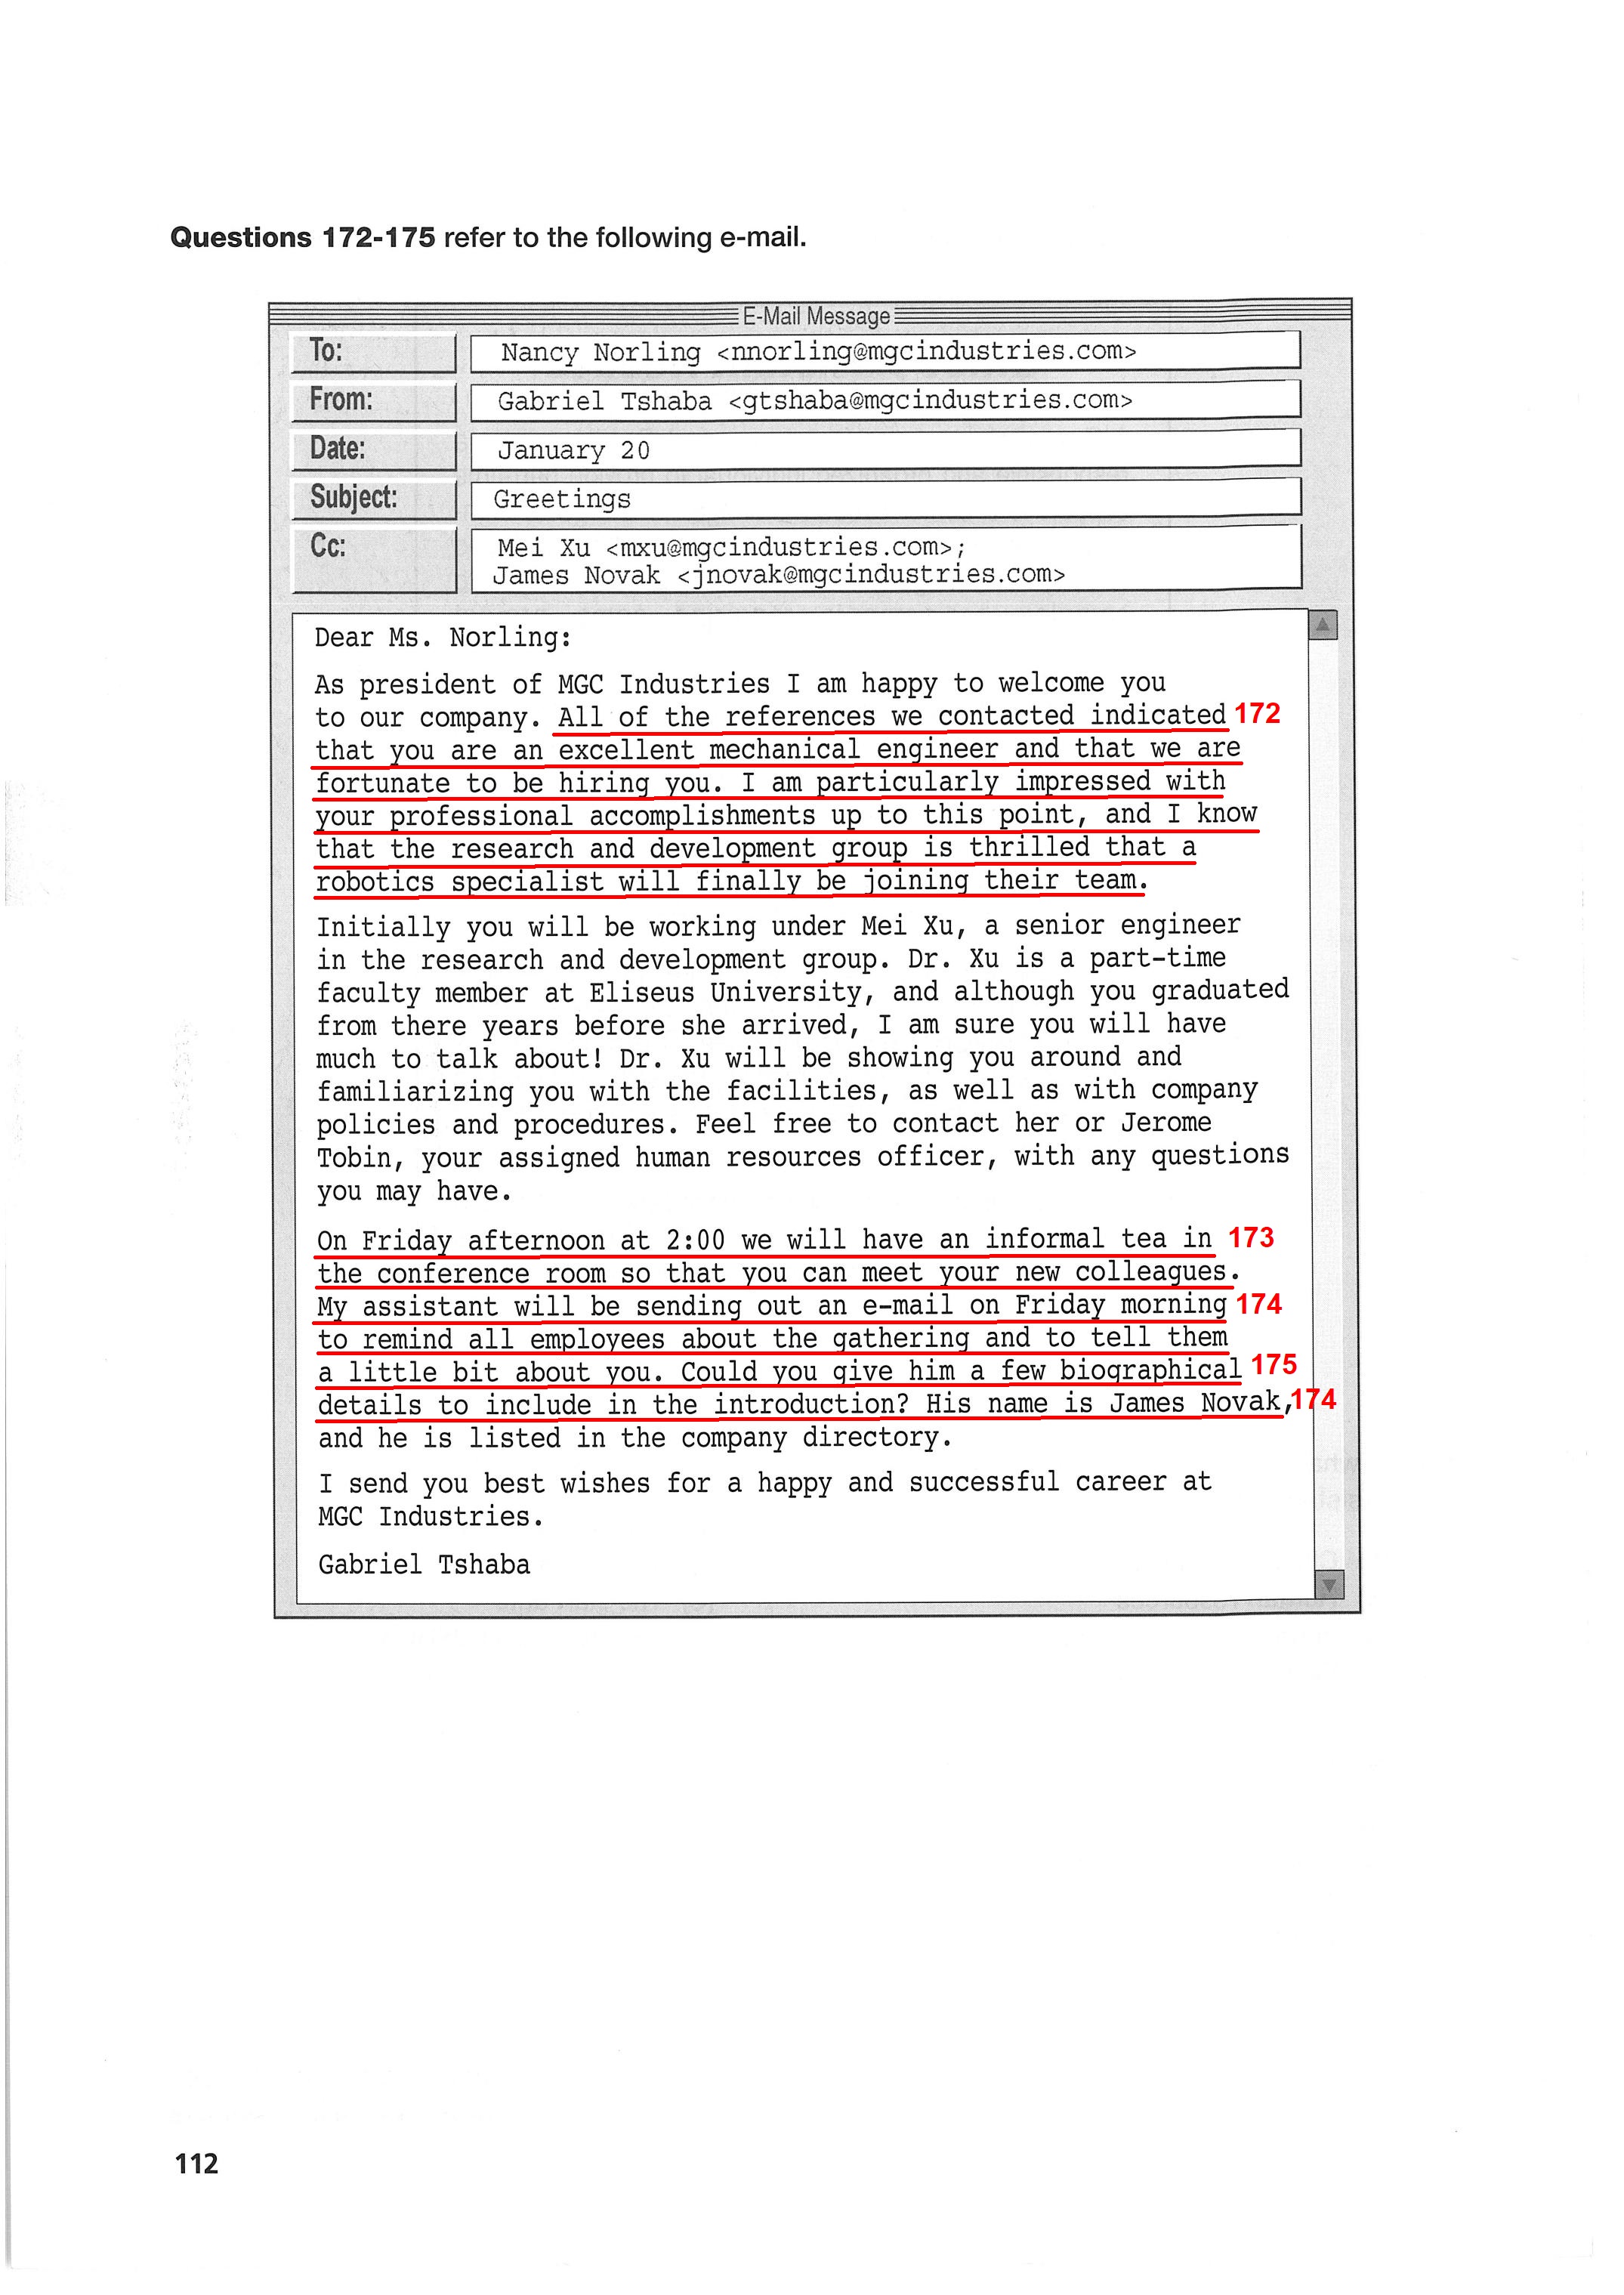 Questions 172-175 refer to the following e-mail.
E-Mail Message
To: Nancy Norling <nnorling@mgcindustries.com>
From: Gabriel Tshaba <gtshaba@mgcindustries.com>
Date: January 20
Subject: Greetings
Cc: Mei Xu <mxu@mgcindustries.com>;
James Novak <jnovak@mgcindustries.com>
Dear Ms. Norling:
As president of MGC Industries I am happy to welcome you
to our company. All of the references we contacted indicated 172
that you are an excellent mechanical engineer and that we are
fortunate to be hiring you. I am particularly impressed with
your professional accomplishments up to this point, and I know
that the research and development group is thrilled that a
robotics specialist will finally be joining their team.
Initially you will be working under Mei Xu, a senior engineer
in the research and development group. Dr. Xu is a part-time
faculty member at Eliseus University, and although you graduated
from there years before she arrived, I am sure you will have
much to talk about! Dr. Xu will be showing you around and
familiarizing you with the facilities, as well as with company
policies and procedures. Feel free to contact her or Jerome
Tobin, your assigned human resources officer, with any questions
you may have.
On Friday afternoon at 2:00 we will have an informal tea in 173
the conference room so that you can meet your new colleagues.
My assistant will be sending out an e-mail on Friday morning 174
to remind all employees about the gathering and to tell them
a little bit about you. Could you give him a few biographical 175
details to include in the introduction? His name is James Novak, 174
and he is listed in the company directory.
I send you best wishes for a happy and successful career at
MGC Industries.
Gabriel Tshaba
112